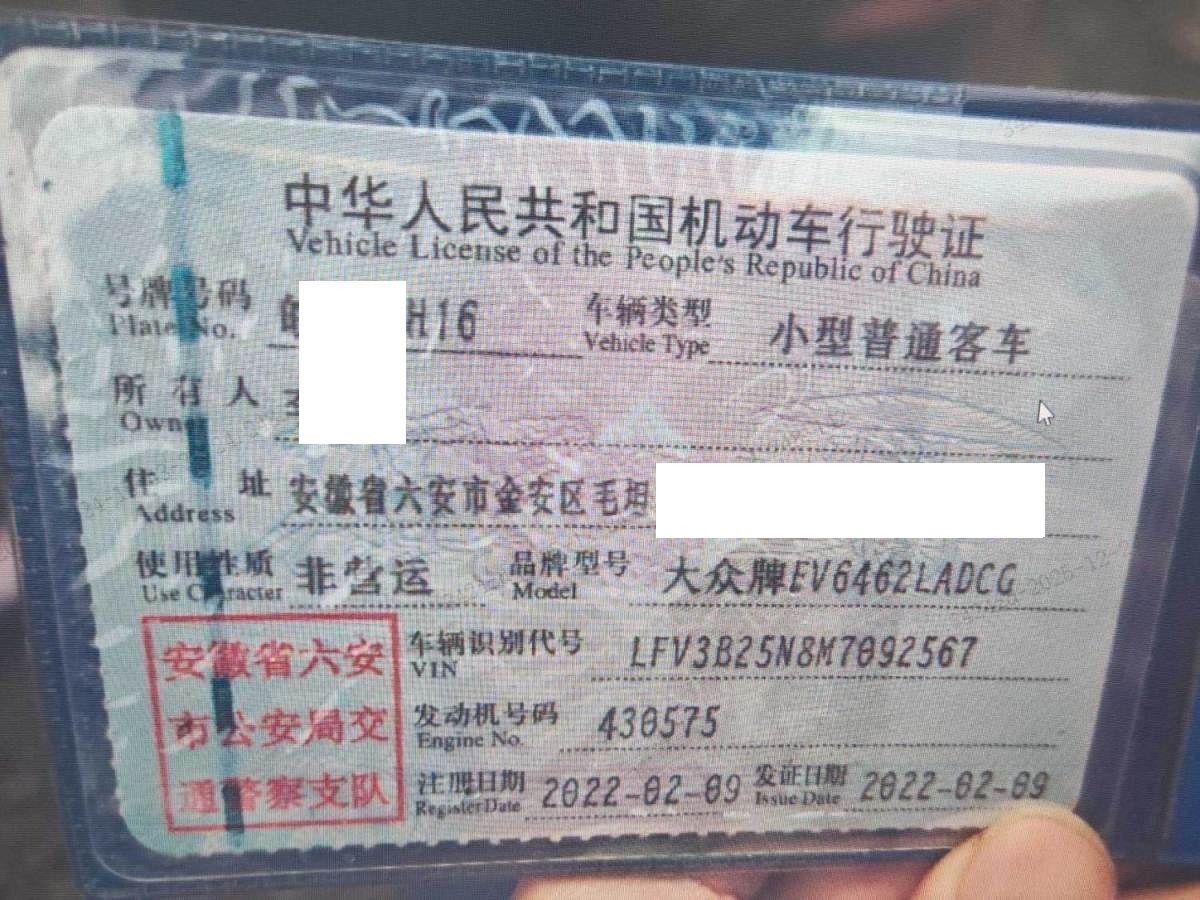 中华人民共和国机动车行驶证
Vehicle License of the People's Republic of China
号牌号码 H16 车辆类型 小型普通客车
Plate No. Vehicle Type
所有人
Owner
住址 安徽省六安市金安区毛坦
Address
使用性质 非营运 品牌型号 大众牌EV6462LADCG
Use Character Model
安徽省六安 车辆识别代号 LFV3B25N8M7092567
VIN
市公安局交 发动机号码 430575
Engine No.
通警察支队 注册日期 2022-02-09 发证日期 2022-02-09
Register Date Issue Date